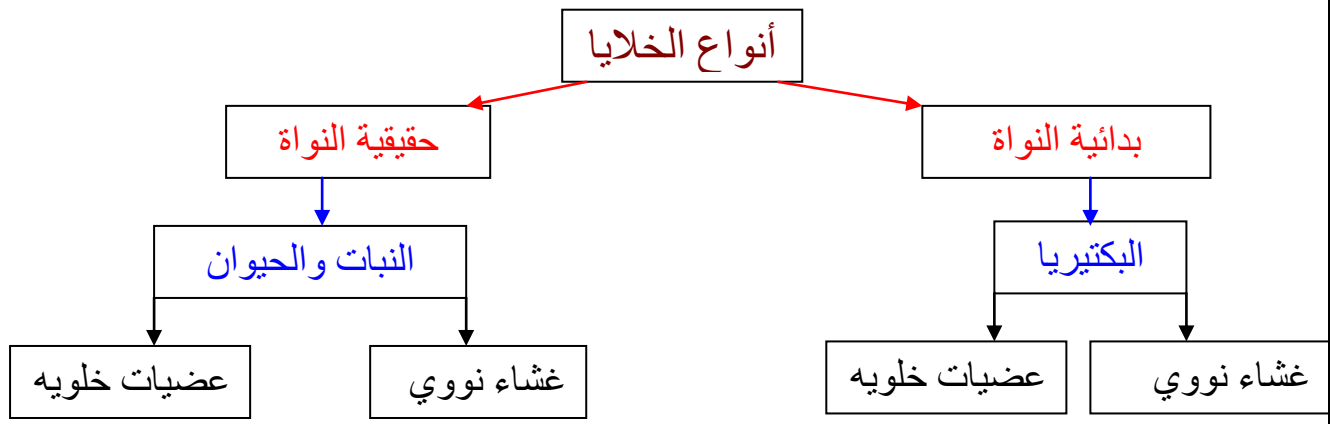 أنواع الخلايا
بدائية النواة
حقيقية النواة
البكتيريا
النبات والحيوان
غشاء نووي
عضيات خلويه
غشاء نووي
عضيات خلويه